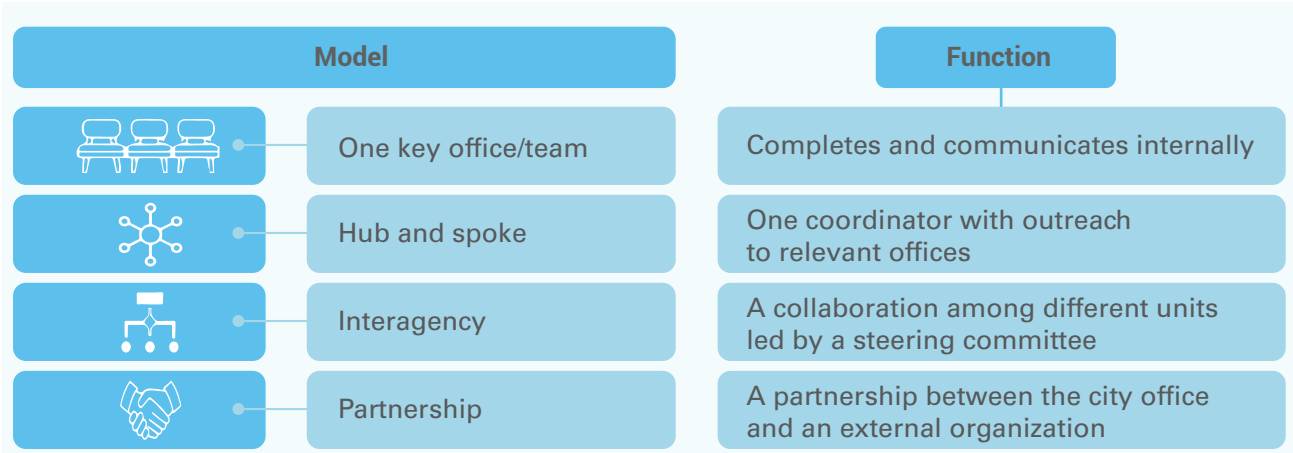 Model
Function
One key office/team
Completes and communicates internally
Hub and spoke
One coordinator with outreach
to relevant offices
Interagency
A collaboration among different units
led by a steering committee
Partnership
A partnership between the city office
and an external organization